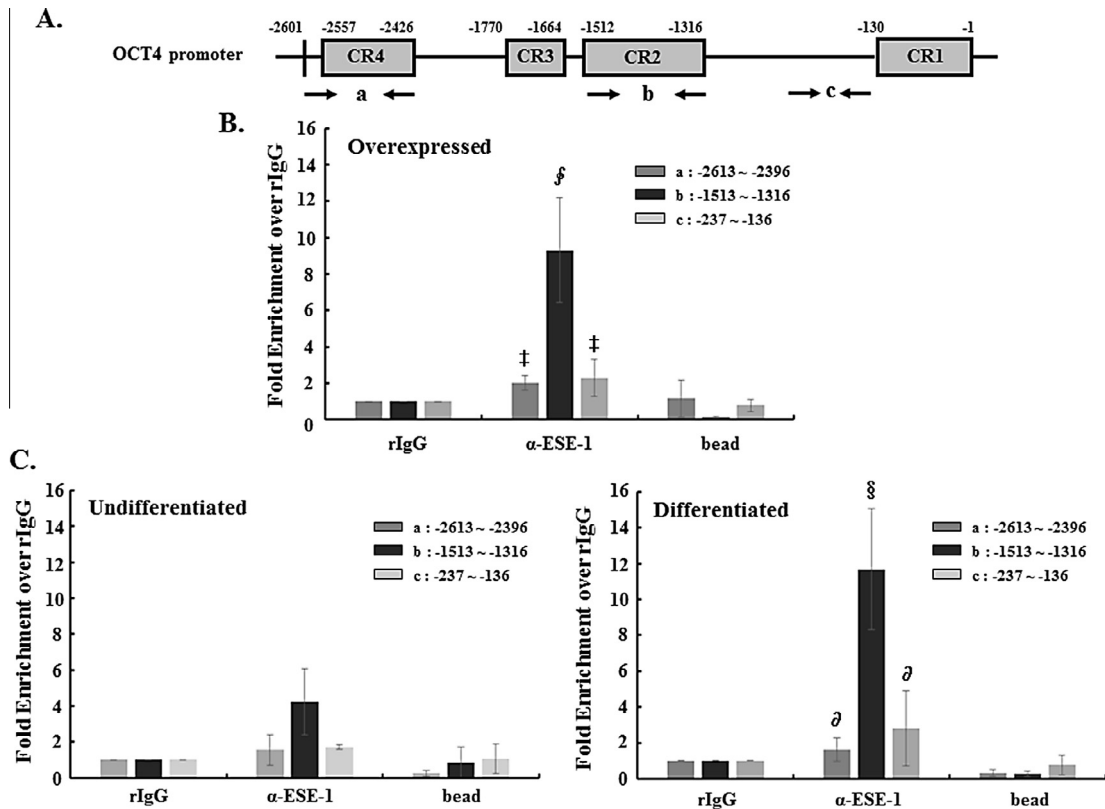 A.
-2601 -2557 -2426 -1770 -1664 -1512 -1316 -130 -1
OCT4 promoter CR4 CR3 CR2 CR1
a b c
B.
Fold Enrichment over rIgG
16
14
12
10
8
6
4
2
0
Overexpressed
a : -2613 ~ -2396
b : -1513 ~ -1316
c : -237 ~ -136
‡ ∮ ‡
rIgG α-ESE-1 bead
C.
Fold Enrichment over rIgG
16
14
12
10
8
6
4
2
0
Undifferentiated
a : -2613 ~ -2396
b : -1513 ~ -1316
c : -237 ~ -136
rIgG α-ESE-1 bead
Fold Enrichment over rIgG
16
14
12
10
8
6
4
2
0
Differentiated
a : -2613 ~ -2396
b : -1513 ~ -1316
c : -237 ~ -136
∂ § ∂
rIgG α-ESE-1 bead